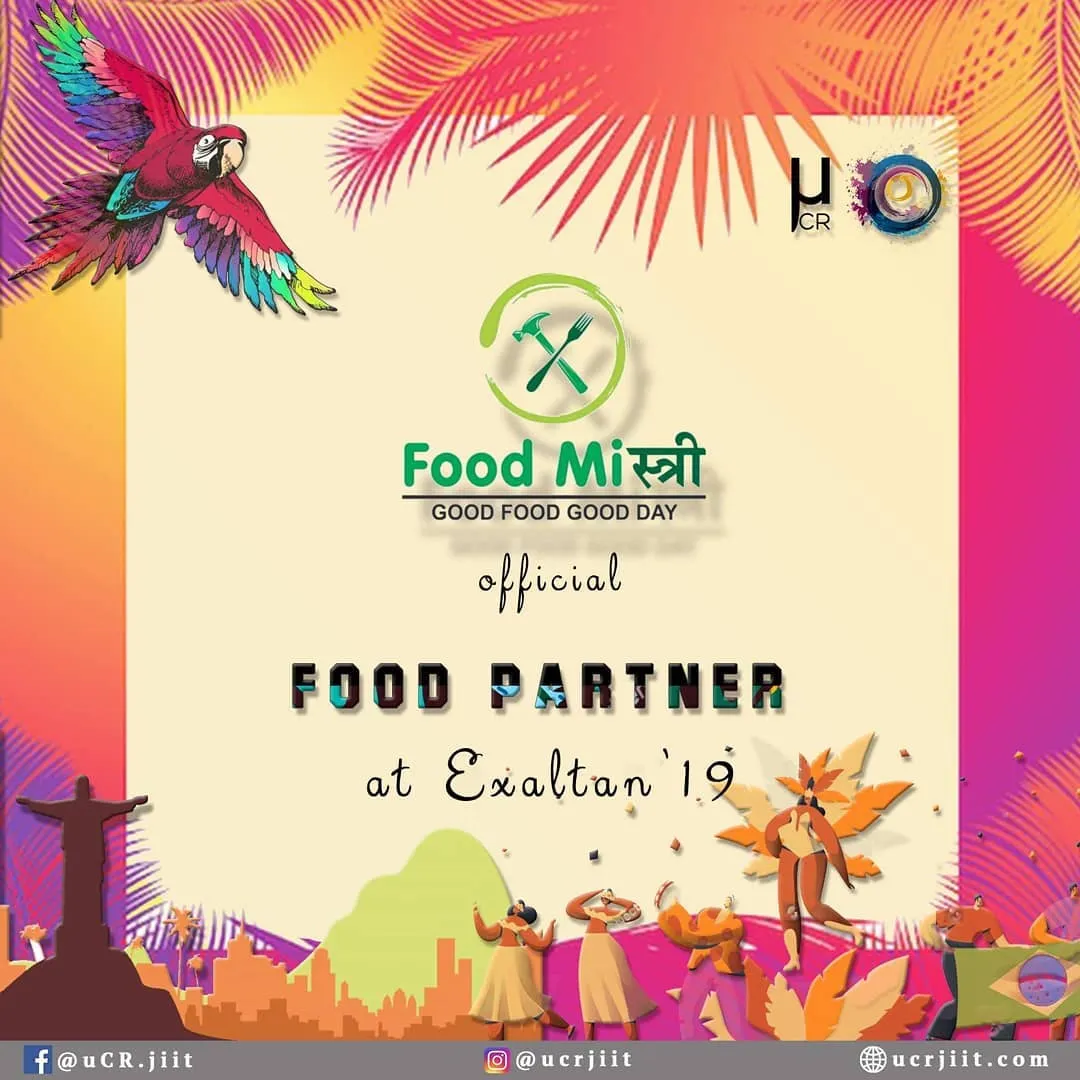 μ
CR
Food Miस्त्री
GOOD FOOD GOOD DAY
official
FOOD PARTNER
at Exaltan'19
@uCR.jiit @ucrjiit ucrjiit.com